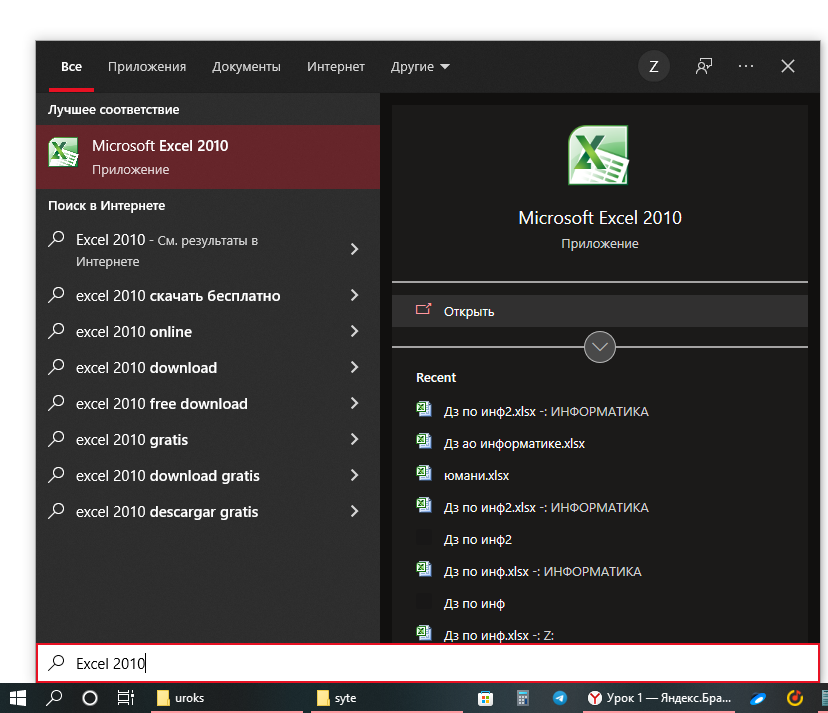 Все Приложения Документы Интернет Другие Z
Лучшее соответствие
Microsoft Excel 2010
Приложение
Поиск в Интернете
Excel 2010 - См. результаты в
Интернете
excel 2010 скачать бесплатно
excel 2010 online
excel 2010 download
excel 2010 free download
excel 2010 gratis
excel 2010 download gratis
excel 2010 descargar gratis
Microsoft Excel 2010
Приложение
Открыть
Recent
Дз по инф2.xlsx -: ИНФОРМАТИКА
Дз ао информатике.xlsx
юмани.xlsx
Дз по инф2.xlsx -: ИНФОРМАТИКА
Дз по инф2
Дз по инф.xlsx -: ИНФОРМАТИКА
Дз по инф
Дз по инф.xlsx -: Z:
Excel 2010
uroks syte Урок 1 — Яндекс.Бра...